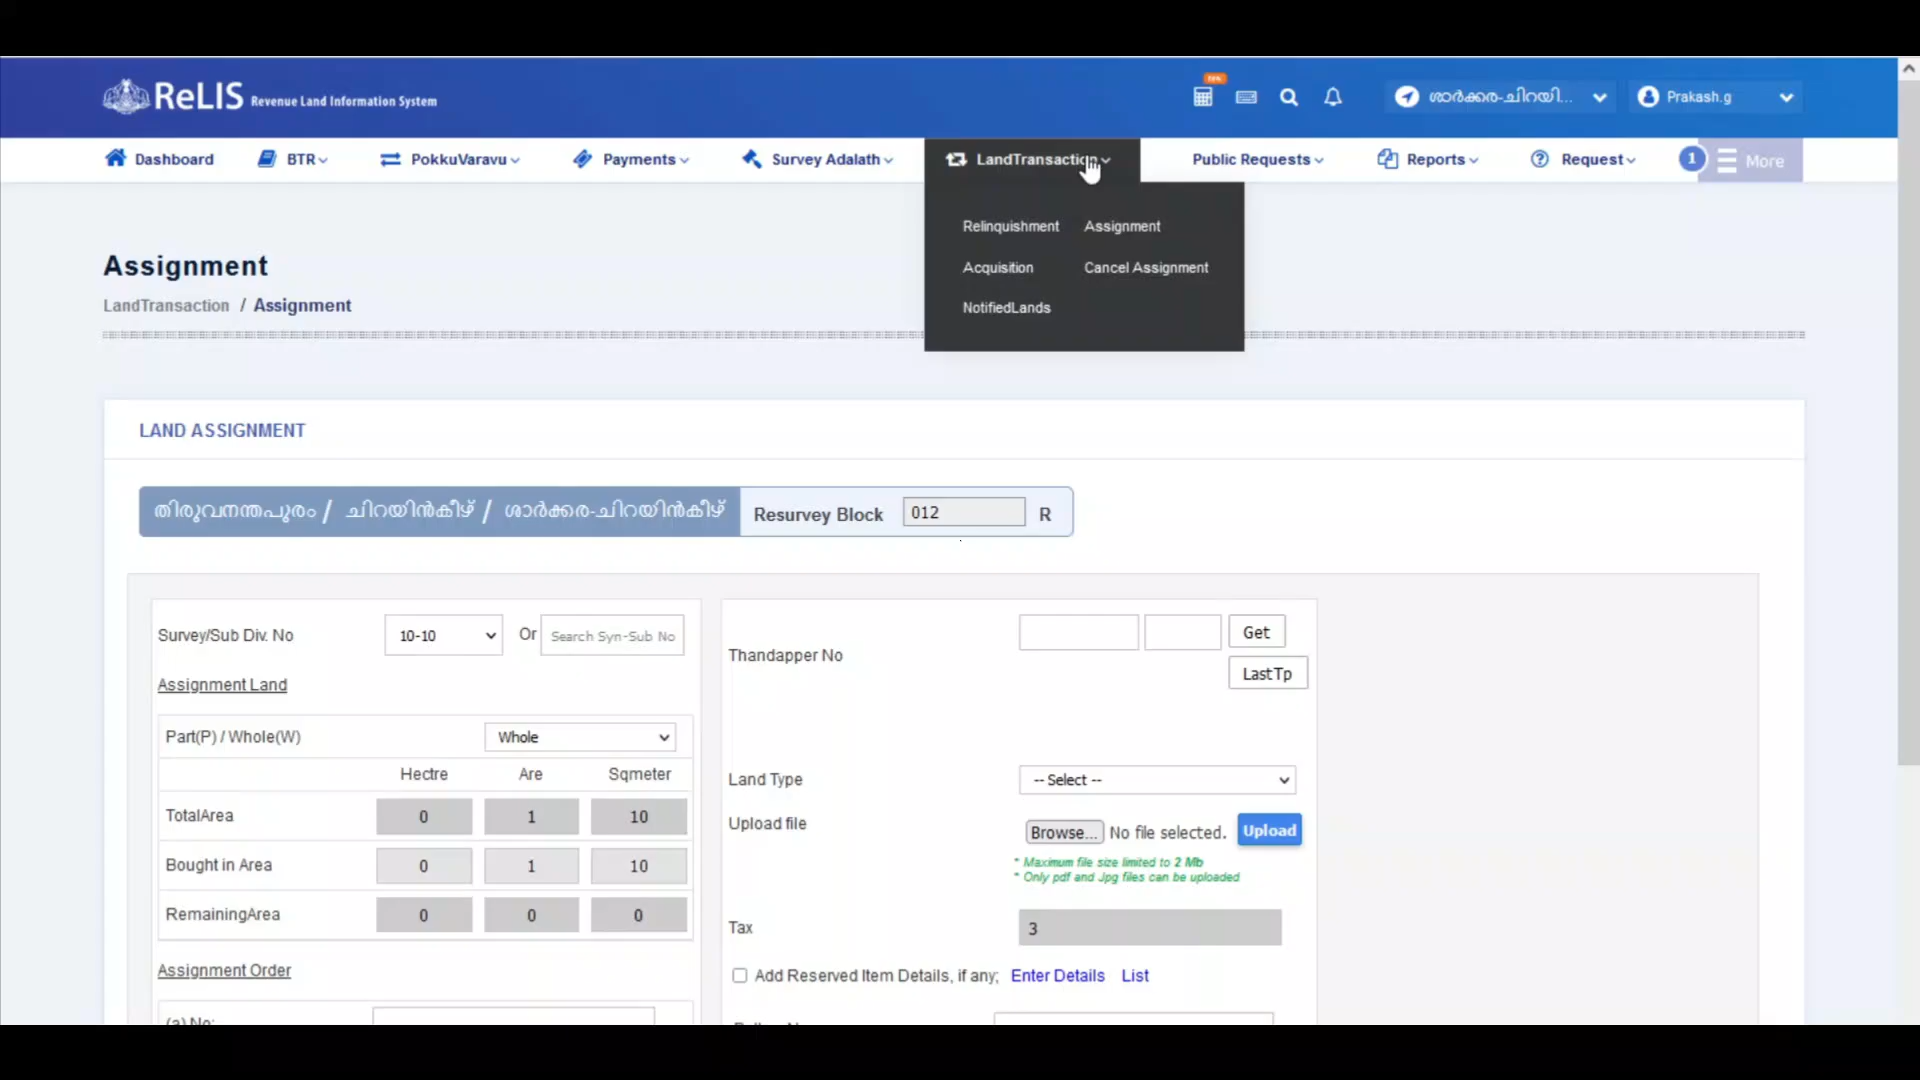 ReLIS Revenue Land Information System
ശാർക്കര-ചിറയി... Prakash.g
Dashboard BTR PokkuVaravu Payments Survey Adalath LandTransaction Public Requests Reports Request 1 More
Relinquishment Assignment
Acquisition Cancel Assignment
NotifiedLands
Assignment
LandTransaction / Assignment
LAND ASSIGNMENT
തിരുവനന്തപുരം / ചിറയിൻകീഴ് / ശാർക്കര-ചിറയിൻകീഴ് Resurvey Block 012 R
Survey/Sub Div. No 10-10 Or Search Syn-Sub No
Assignment Land
Part(P) / Whole(W) Whole
Hectre Are Sqmeter
TotalArea 0 1 10
Bought in Area 0 1 10
RemainingArea 0 0 0
Assignment Order
(a) No:
Thandapper No Get
LastTp
Land Type -- Select --
Upload file Browse... No file selected. Upload
* Maximum file size limited to 2 Mb
* Only pdf and Jpg files can be uploaded
Tax 3
Add Reserved Item Details, if any; Enter Details List